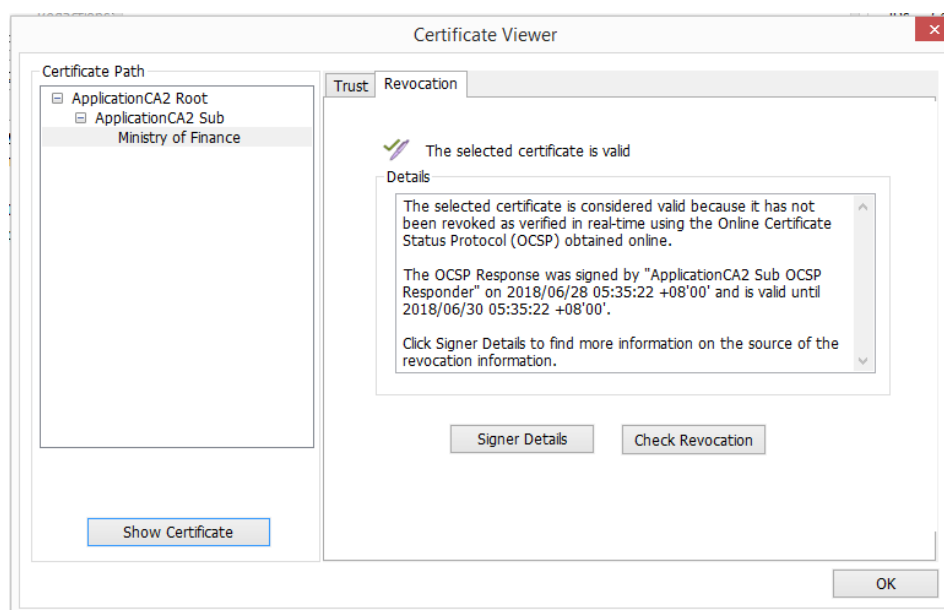 Certificate Viewer
Certificate Path
ApplicationCA2 Root
ApplicationCA2 Sub
Ministry of Finance
Show Certificate
Trust
Revocation
The selected certificate is valid
Details
The selected certificate is considered valid because it has not
been revoked as verified in real-time using the Online Certificate
Status Protocol (OCSP) obtained online.
The OCSP Response was signed by "ApplicationCA2 Sub OCSP
Responder" on 2018/06/28 05:35:22 +08'00' and is valid until
2018/06/30 05:35:22 +08'00'.
Click Signer Details to find more information on the source of the
revocation information.
Signer Details
Check Revocation
OK